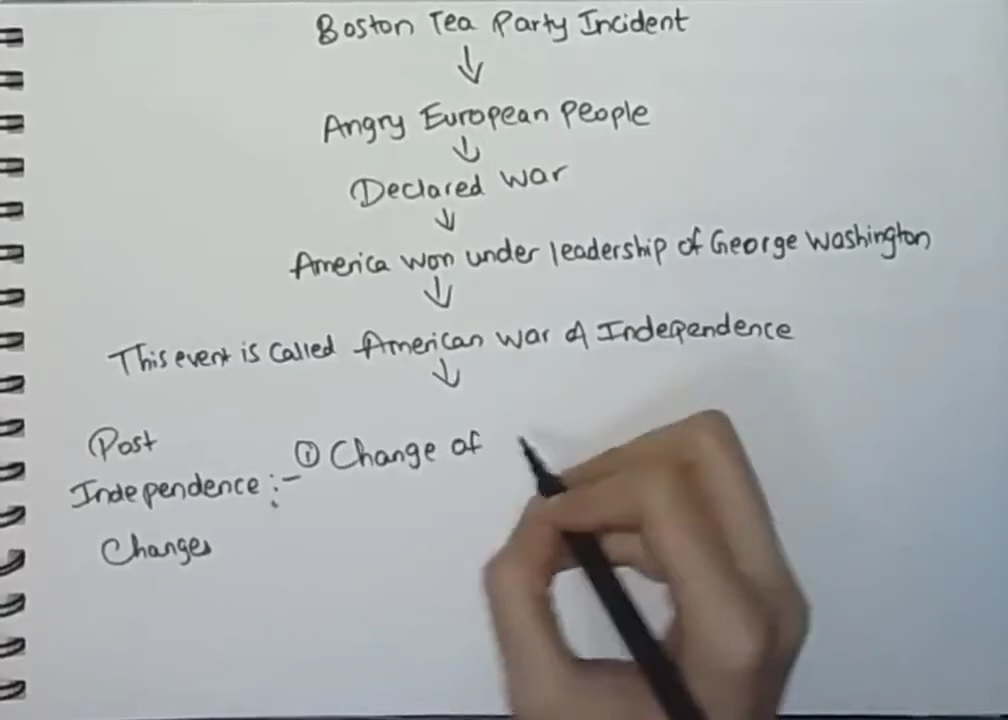 Boston Tea Party Incident
↓
Angry European People
↓
Declared War
↓
America won under leadership of George Washington
↓
This event is called American War of Independence
↓
Post
Independence :- ① Change of
Changes